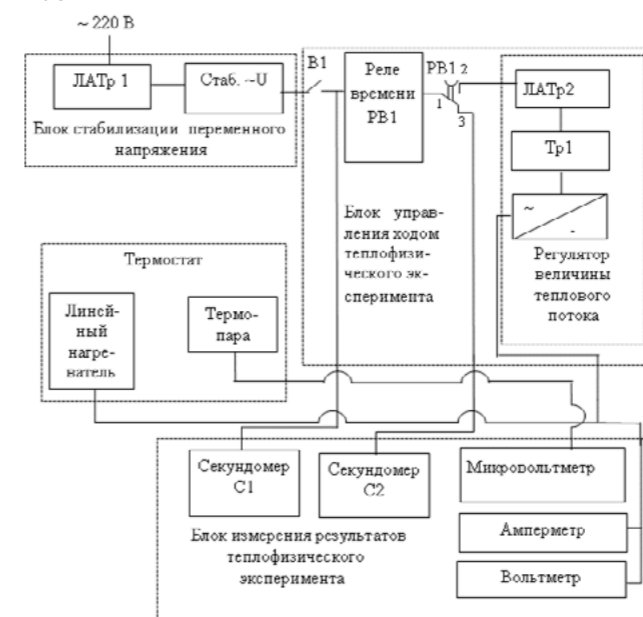 ~ 220 В
ЛАТр 1
Стаб. ~U
Блок стабилизации переменного
напряжения
В1
Реле
времени
РВ1
РВ1 2
1
3
ЛАТр2
Тр1
~
-
Регулятор
величины
теплового
потока
Блок управ-
ления ходом
теплофизи-
ческого эк-
сперимента
Термостат
Линей-
ный
нагре-
ватель
Термо-
пара
Секундомер
С1
Секундомер
С2
Микровольтметр
Амперметр
Вольтметр
Блок измерения результатов
теплофизического
эксперимента